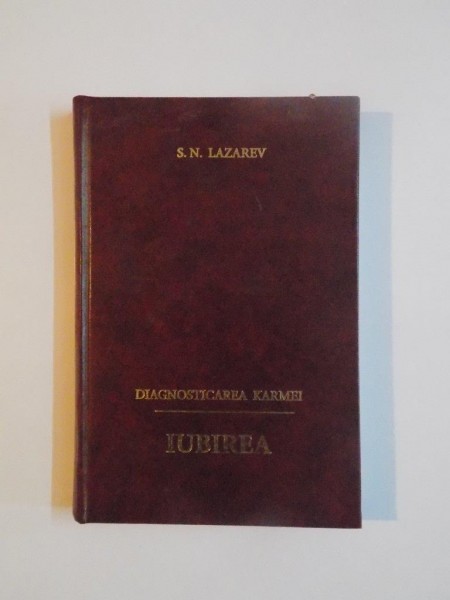 S. N. LAZAREV
DIAGNOSTICAREA KARMEI
IUBIREA